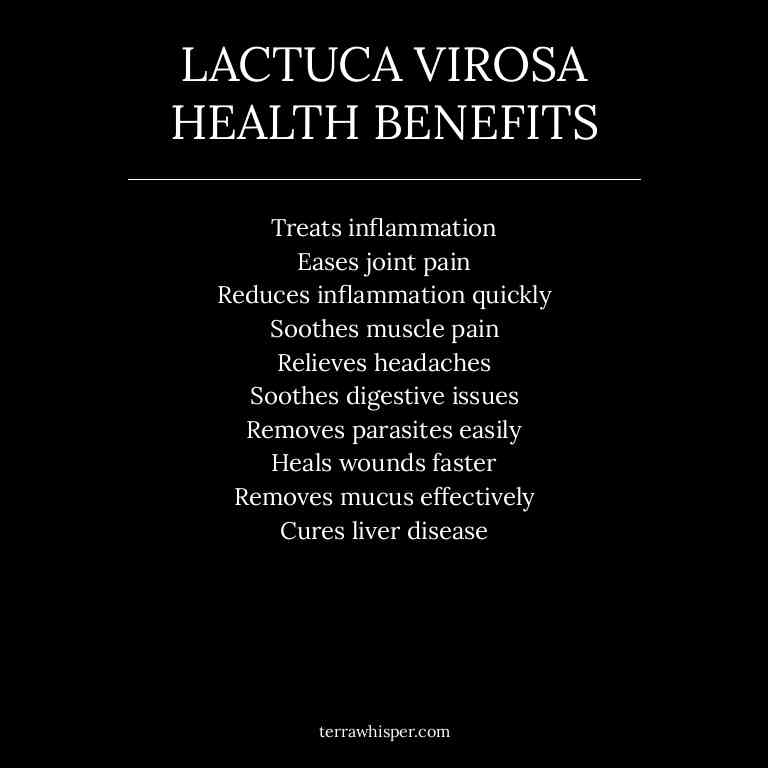 LACTUCA VIROSA
HEALTH BENEFITS
Treats inflammation
Eases joint pain
Reduces inflammation quickly
Soothes muscle pain
Relieves headaches
Soothes digestive issues
Removes parasites easily
Heals wounds faster
Removes mucus effectively
Cures liver disease
terrawhisper.com